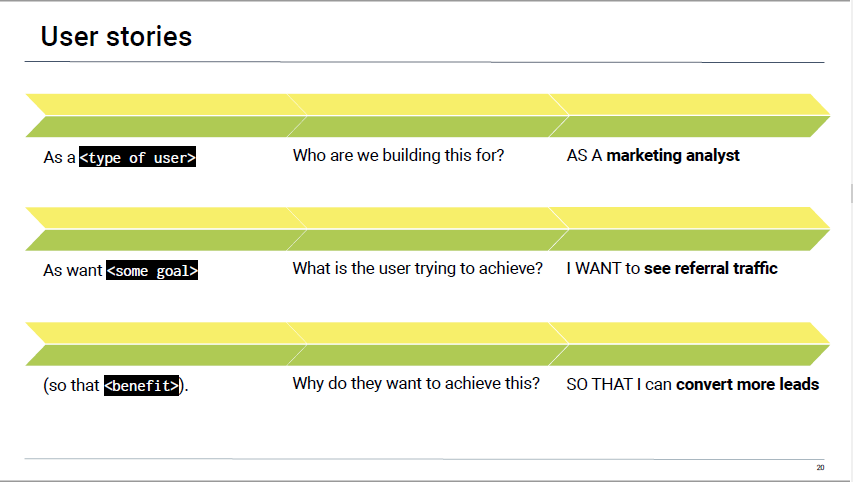 User stories
As a <type of user>
Who are we building this for?
AS A marketing analyst
As want <some goal>
What is the user trying to achieve?
I WANT to see referral traffic
(so that <benefit>).
Why do they want to achieve this?
SO THAT I can convert more leads
20